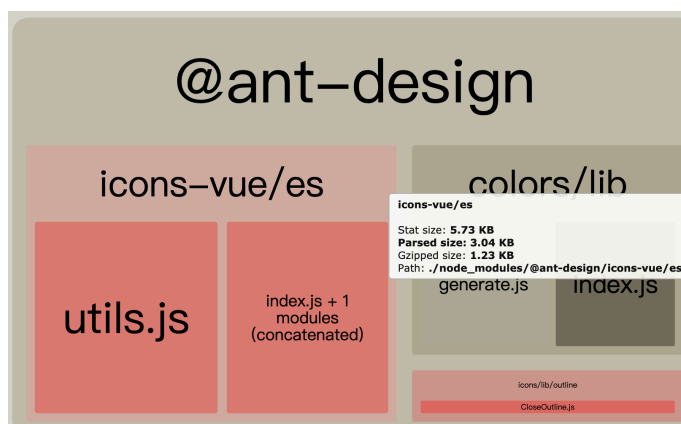 @ant-design
icons-vue/es
colors/lib
icons-vue/es
Stat size: 5.73 KB
Parsed size: 3.04 KB
Gzipped size: 1.23 KB
Path: ./node_modules/@ant-design/icons-vue/es
utils.js
index.js + 1
modules
(concatenated)
generate.js
index.js
icons/lib/outline
CloseOutline.js